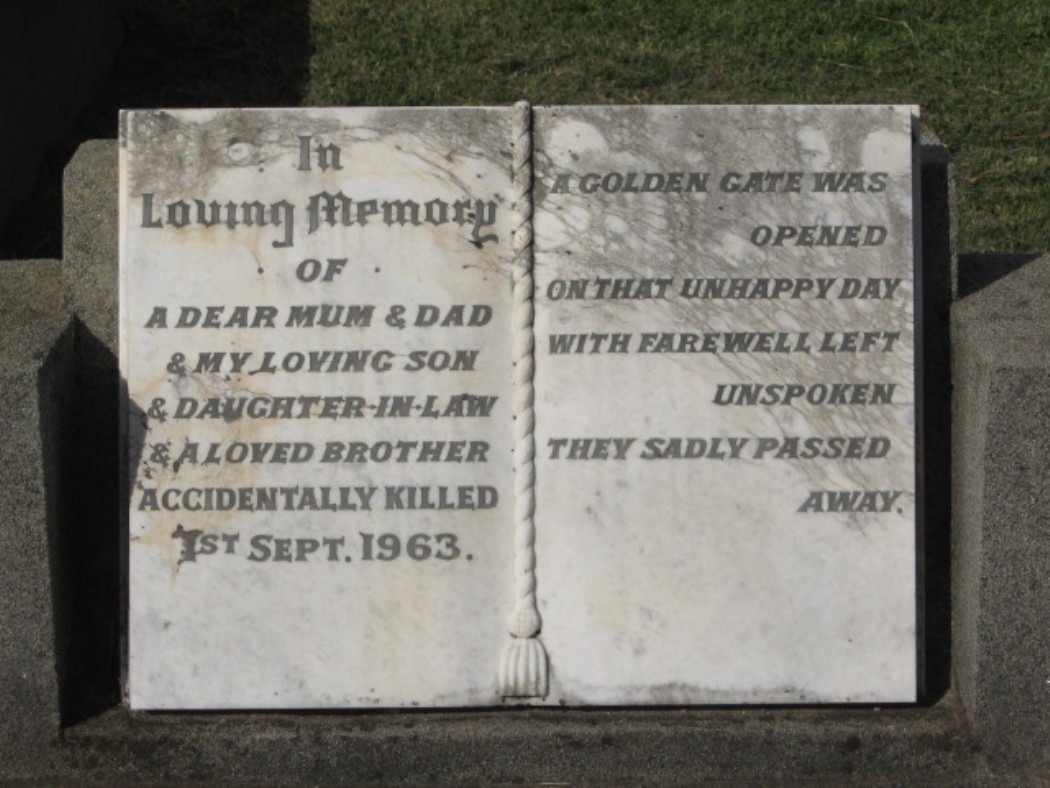 In
Loving Memory
OF
A DEAR MUM & DAD
& MY LOVING SON
& DAUGHTER-IN-LAW
& A LOVED BROTHER
ACCIDENTALLY KILLED
1ST SEPT. 1963.
A GOLDEN GATE WAS
OPENED
ON THAT UNHAPPY DAY
WITH FAREWELL LEFT
UNSPOKEN
THEY SADLY PASSED
AWAY.